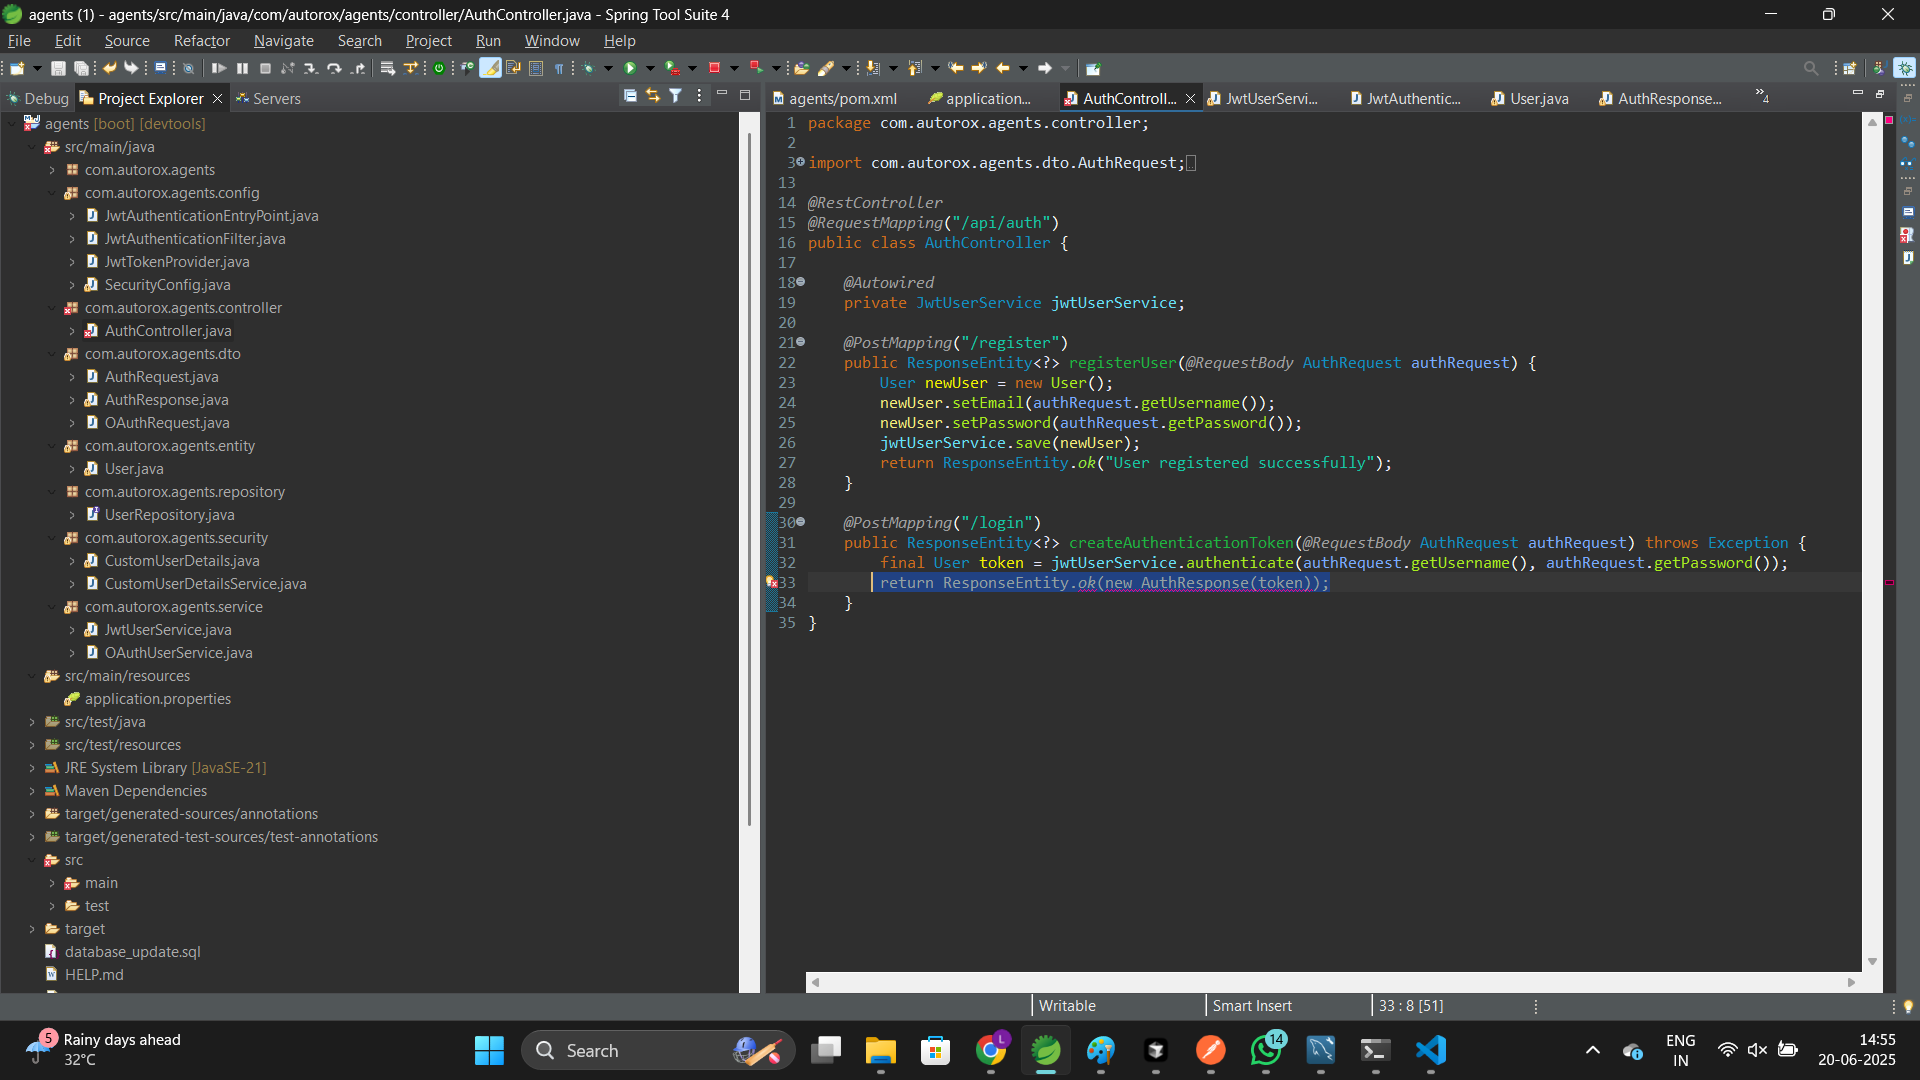 agents (1) - agents/src/main/java/com/autorox/agents/controller/AuthController.java - Spring Tool Suite 4
File Edit Source Refactor Navigate Search Project Run Window Help
Debug Project Explorer Servers
agents/pom.xml application... AuthControll... JwtUserServi... JwtAuthentic... User.java AuthResponse... 4
agents [boot] [devtools]
src/main/java
com.autorox.agents
com.autorox.agents.config
JwtAuthenticationEntryPoint.java
JwtAuthenticationFilter.java
JwtTokenProvider.java
SecurityConfig.java
com.autorox.agents.controller
AuthController.java
com.autorox.agents.dto
AuthRequest.java
AuthResponse.java
OAuthRequest.java
com.autorox.agents.entity
User.java
com.autorox.agents.repository
UserRepository.java
com.autorox.agents.security
CustomUserDetails.java
CustomUserDetailsService.java
com.autorox.agents.service
JwtUserService.java
OAuthUserService.java
src/main/resources
application.properties
src/test/java
src/test/resources
JRE System Library [JavaSE-21]
Maven Dependencies
target/generated-sources/annotations
target/generated-test-sources/test-annotations
src
main
test
target
database_update.sql
HELP.md
1 package com.autorox.agents.controller;
2
3 import com.autorox.agents.dto.AuthRequest;
13
14 @RestController
15 @RequestMapping("/api/auth")
16 public class AuthController {
17
18 @Autowired
19 private JwtUserService jwtUserService;
20
21 @PostMapping("/register")
22 public ResponseEntity<?> registerUser(@RequestBody AuthRequest authRequest) {
23 User newUser = new User();
24 newUser.setEmail(authRequest.getUsername());
25 newUser.setPassword(authRequest.getPassword());
26 jwtUserService.save(newUser);
27 return ResponseEntity.ok("User registered successfully");
28 }
29
30 @PostMapping("/login")
31 public ResponseEntity<?> createAuthenticationToken(@RequestBody AuthRequest authRequest) throws Exception {
32 final User token = jwtUserService.authenticate(authRequest.getUsername(), authRequest.getPassword());
33 return ResponseEntity.ok(new AuthResponse(token));
34 }
35 }
Writable Smart Insert 33 : 8 [51]
5 Rainy days ahead
32°C
Search
L
14
ENG
IN
14:55
20-06-2025